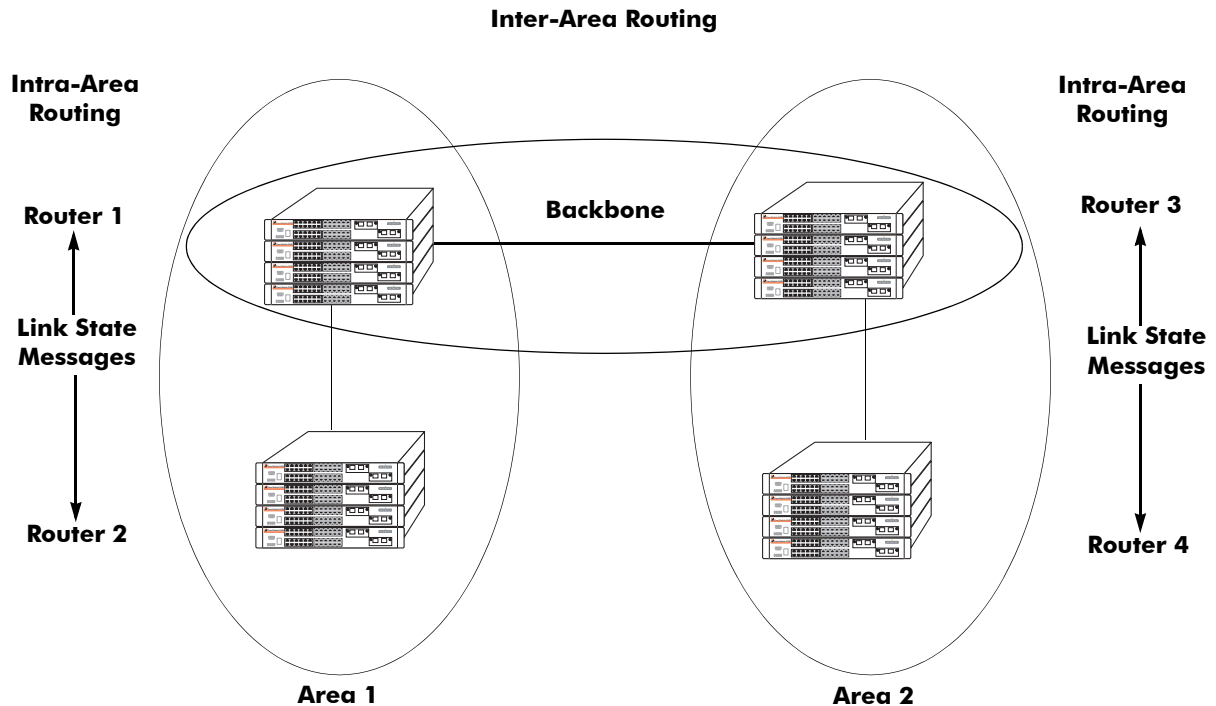 Inter-Area Routing
Intra-Area
Routing
Intra-Area
Routing
Router 1
Backbone
Router 3
Link State
Messages
Link State
Messages
Router 2
Router 4
Area 1
Area 2